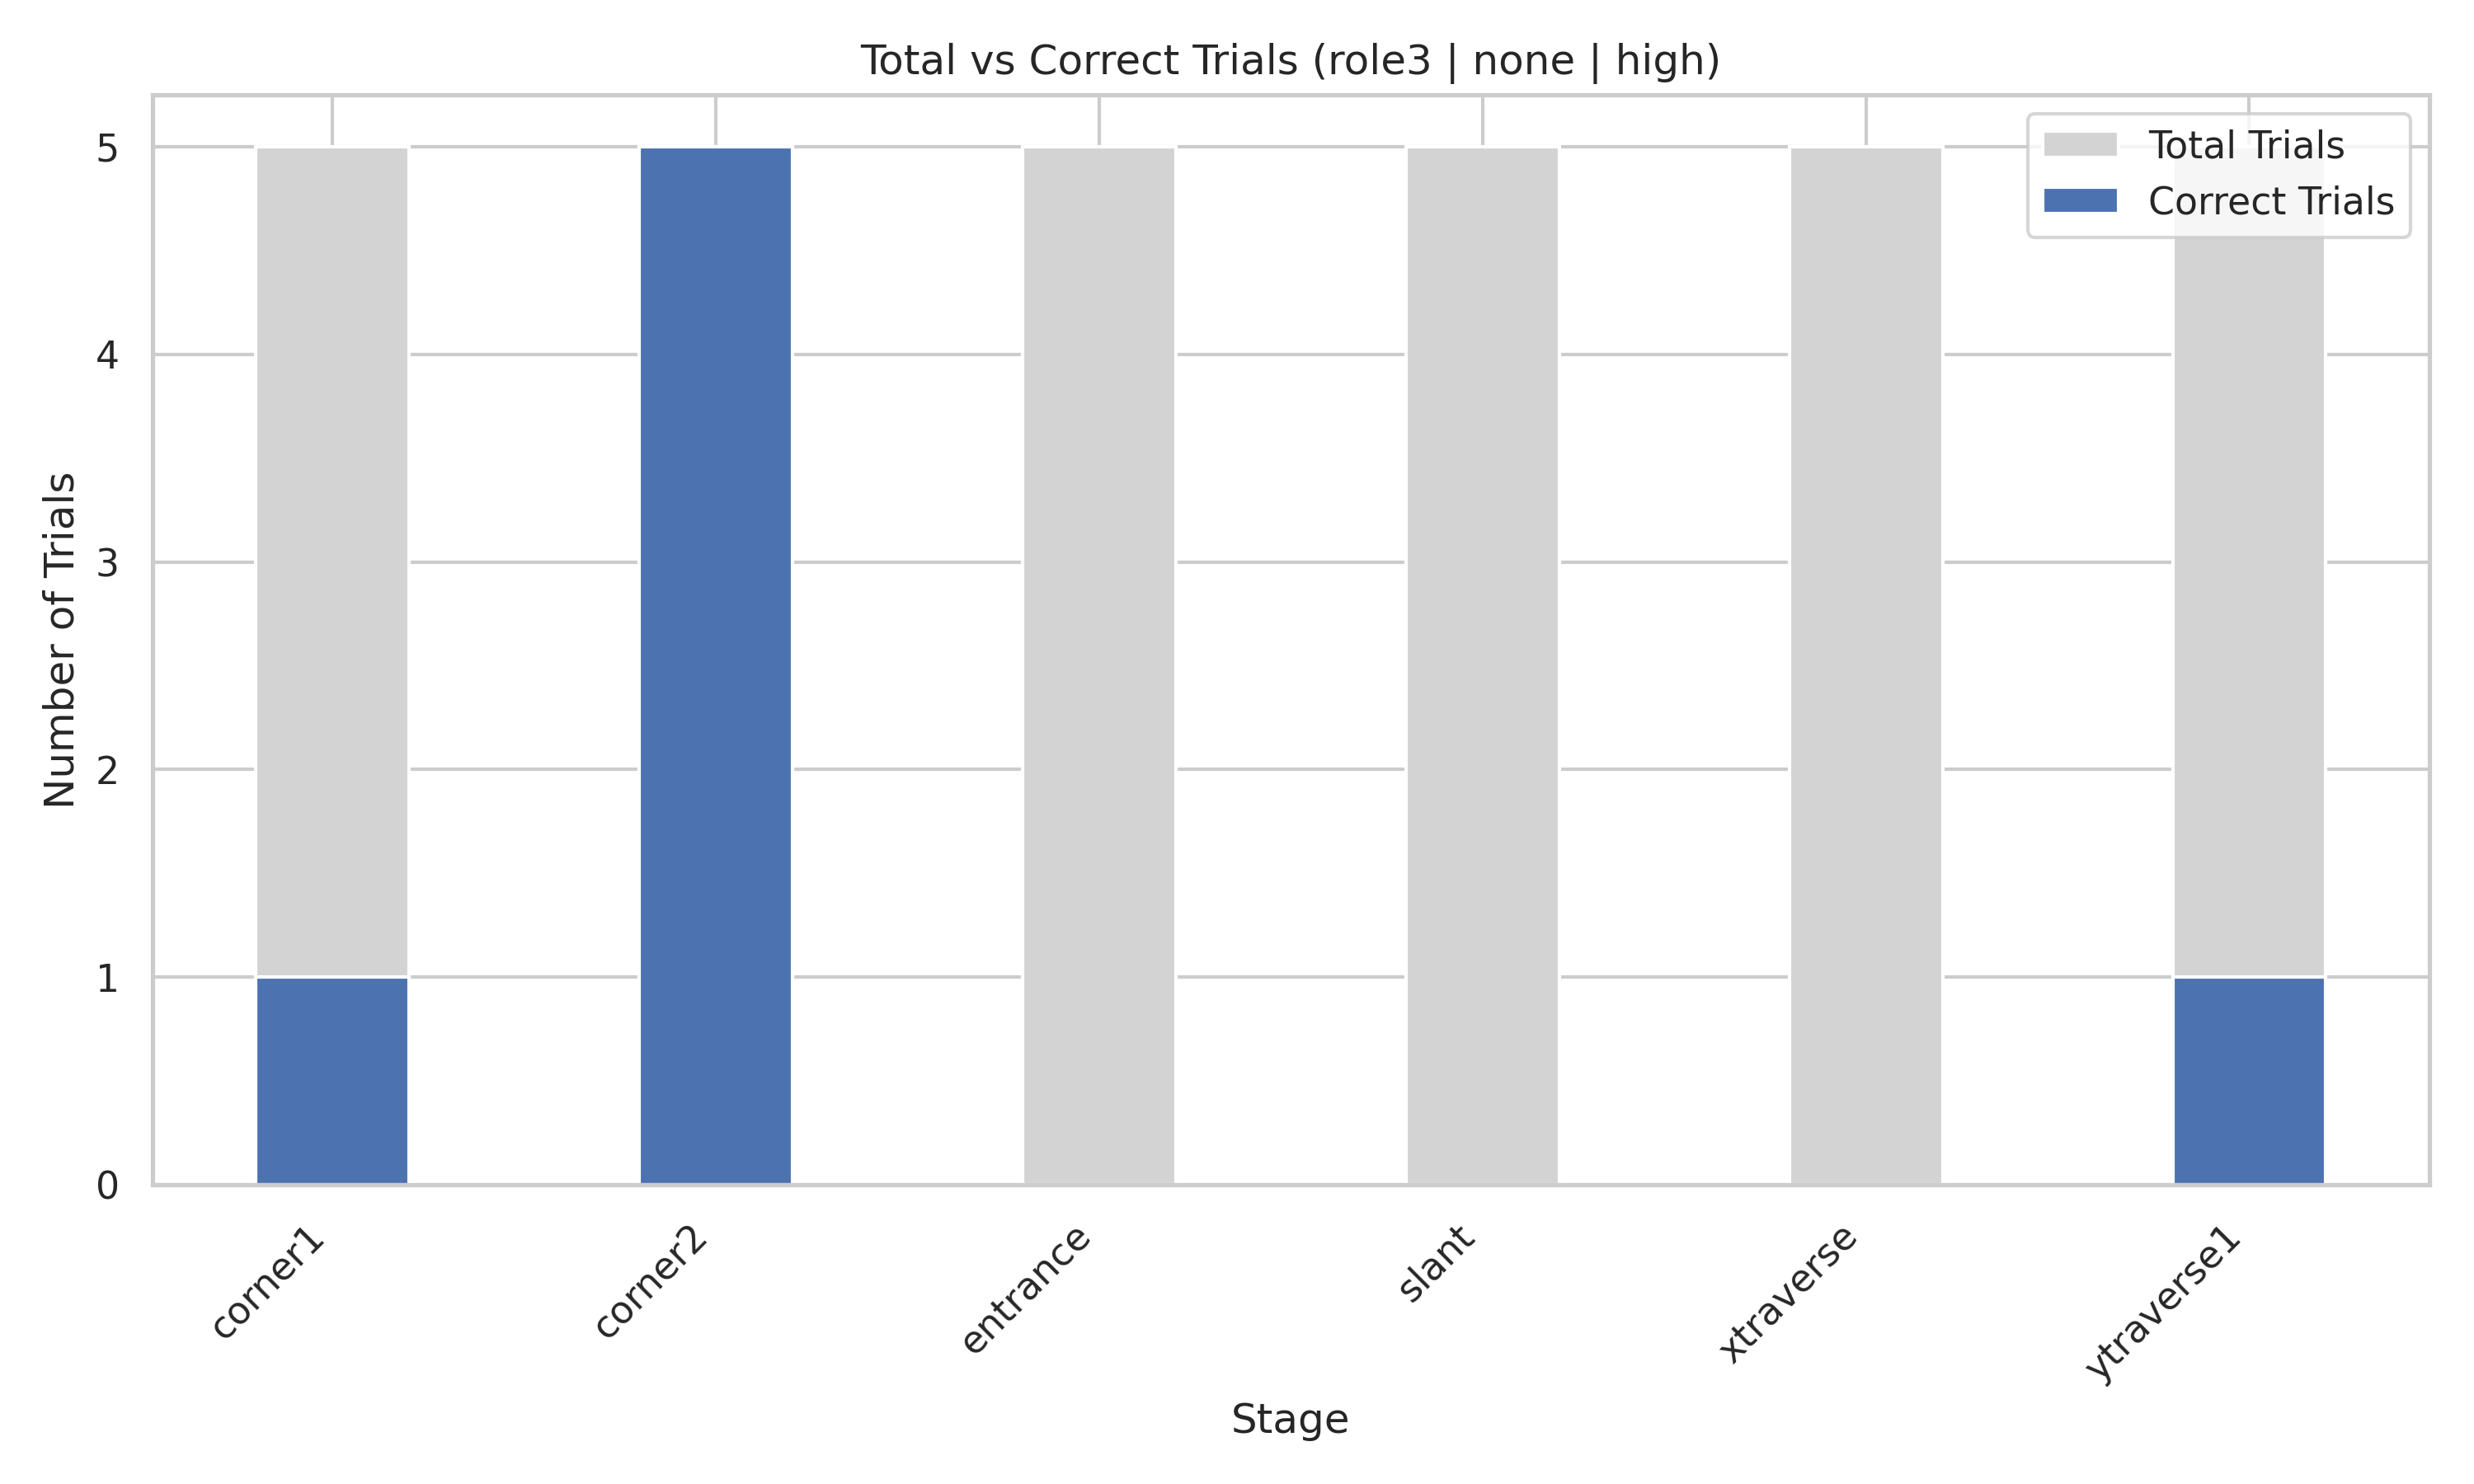 Total vs Correct Trials (role3 | none | high)
Total Trials
Correct Trials
Number of Trials
5
4
3
2
1
0
corner1
corner2
entrance
slant
xtraverse
ytraverse1
Stage